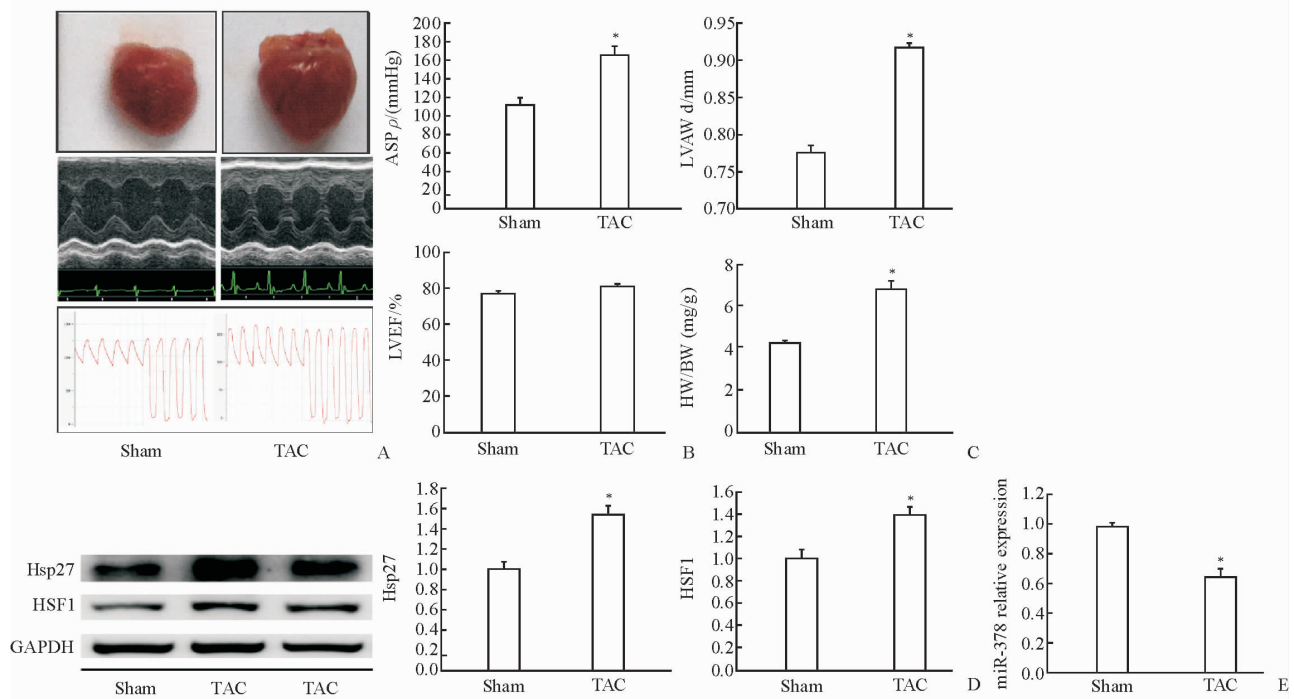 200
180
160
140
120
100
80
60
40
20
0
ASP ρ/(mmHg)
*
Sham
TAC
0.95
0.90
0.85
0.80
0.75
0.70
LVAW d/mm
*
Sham
TAC
100
80
60
40
20
0
LVEF/%
Sham
TAC
B
8
6
4
2
0
HW/BW (mg/g)
*
Sham
TAC
C
Sham
TAC
A
Hsp27
HSF1
GAPDH
Sham
TAC
TAC
1.8
1.6
1.4
1.2
1.0
0.8
0.6
0.4
0.2
0.0
Hsp27
*
Sham
TAC
1.6
1.4
1.2
1.0
0.8
0.6
0.4
0.2
0.0
HSF1
*
Sham
TAC
D
1.2
1.0
0.8
0.6
0.4
0.2
0.0
miR-378 relative expression
*
Sham
TAC
E